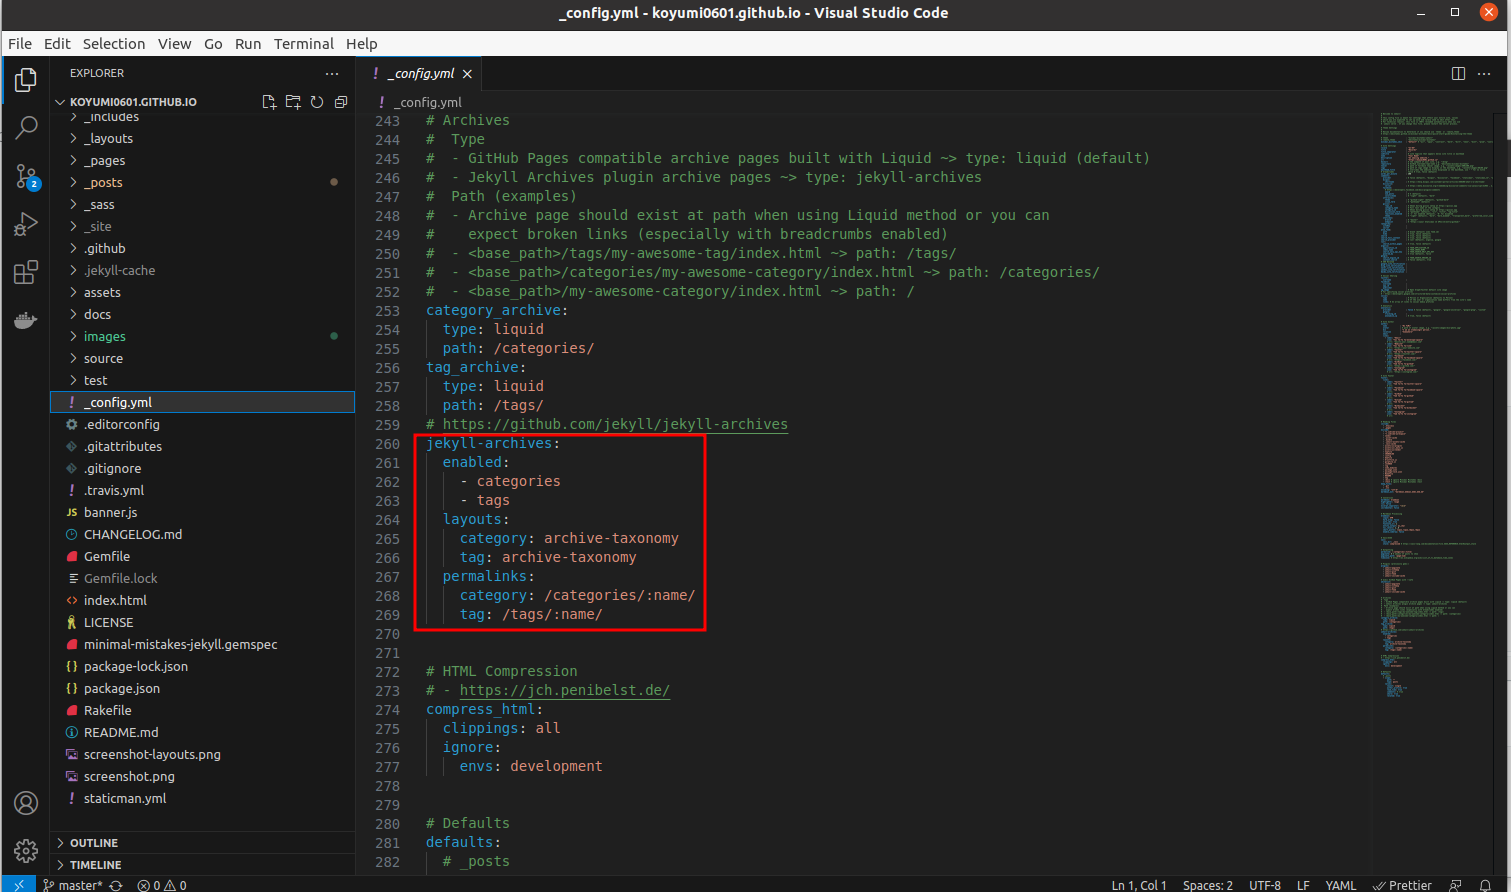 _config.yml - koyumi0601.github.io - Visual Studio Code
File Edit Selection View Go Run Terminal Help
EXPLORER
KOYUMI0601.GITHUB.IO
_includes
_layouts
_pages
_posts
_sass
_site
.github
.jekyll-cache
assets
docs
images
source
test
! _config.yml
.editorconfig
.gitattributes
.gitignore
! .travis.yml
JS banner.js
CHANGELOG.md
Gemfile
Gemfile.lock
<> index.html
LICENSE
minimal-mistakes-jekyll.gemspec
{} package-lock.json
{} package.json
Rakefile
README.md
screenshot-layouts.png
screenshot.png
! staticman.yml
OUTLINE
TIMELINE
2
! _config.yml
! _config.yml
243 # Archives
244 #  Type
245 #  - GitHub Pages compatible archive pages built with Liquid ~> type: liquid (default)
246 #  - Jekyll Archives plugin archive pages ~> type: jekyll-archives
247 #  Path (examples)
248 #  - Archive page should exist at path when using Liquid method or you can
249 #    expect broken links (especially with breadcrumbs enabled)
250 #  - <base_path>/tags/my-awesome-tag/index.html ~> path: /tags/
251 #  - <base_path>/categories/my-awesome-category/index.html ~> path: /categories/
252 #  - <base_path>/my-awesome-category/index.html ~> path: /
253 category_archive:
254   type: liquid
255   path: /categories/
256 tag_archive:
257   type: liquid
258   path: /tags/
259 # https://github.com/jekyll/jekyll-archives
260 jekyll-archives:
261   enabled:
262     - categories
263     - tags
264   layouts:
265     category: archive-taxonomy
266     tag: archive-taxonomy
267   permalinks:
268     category: /categories/:name/
269     tag: /tags/:name/
270
271
272 # HTML Compression
273 # - https://jch.penibelst.de/
274 compress_html:
275   clippings: all
276   ignore:
277     envs: development
278
279
280 # Defaults
281 defaults:
282   # _posts
master* 0 0 Ln 1, Col 1 Spaces: 2 UTF-8 LF YAML Prettier